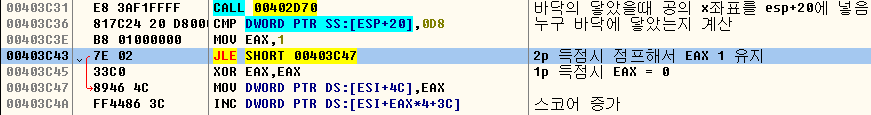 00403C31 E8 3AF1FFFF CALL 00402D70 바닥의 닿았을때 공의 x좌표를 esp+20에 넣음
00403C36 817C24 20 D800 CMP DWORD PTR SS:[ESP+20],0D8 누구 바닥에 닿았는지 계산
00403C3E B8 01000000 MOV EAX,1
00403C43 7E 02 JLE SHORT 00403C47 2p 득점시 점프해서 EAX 1 유지
00403C45 33C0 XOR EAX,EAX 1p 득점시 EAX = 0
00403C47 8946 4C MOV DWORD PTR DS:[ESI+4C],EAX
00403C4A FF4486 3C INC DWORD PTR DS:[ESI+EAX*4+3C] 스코어 증가